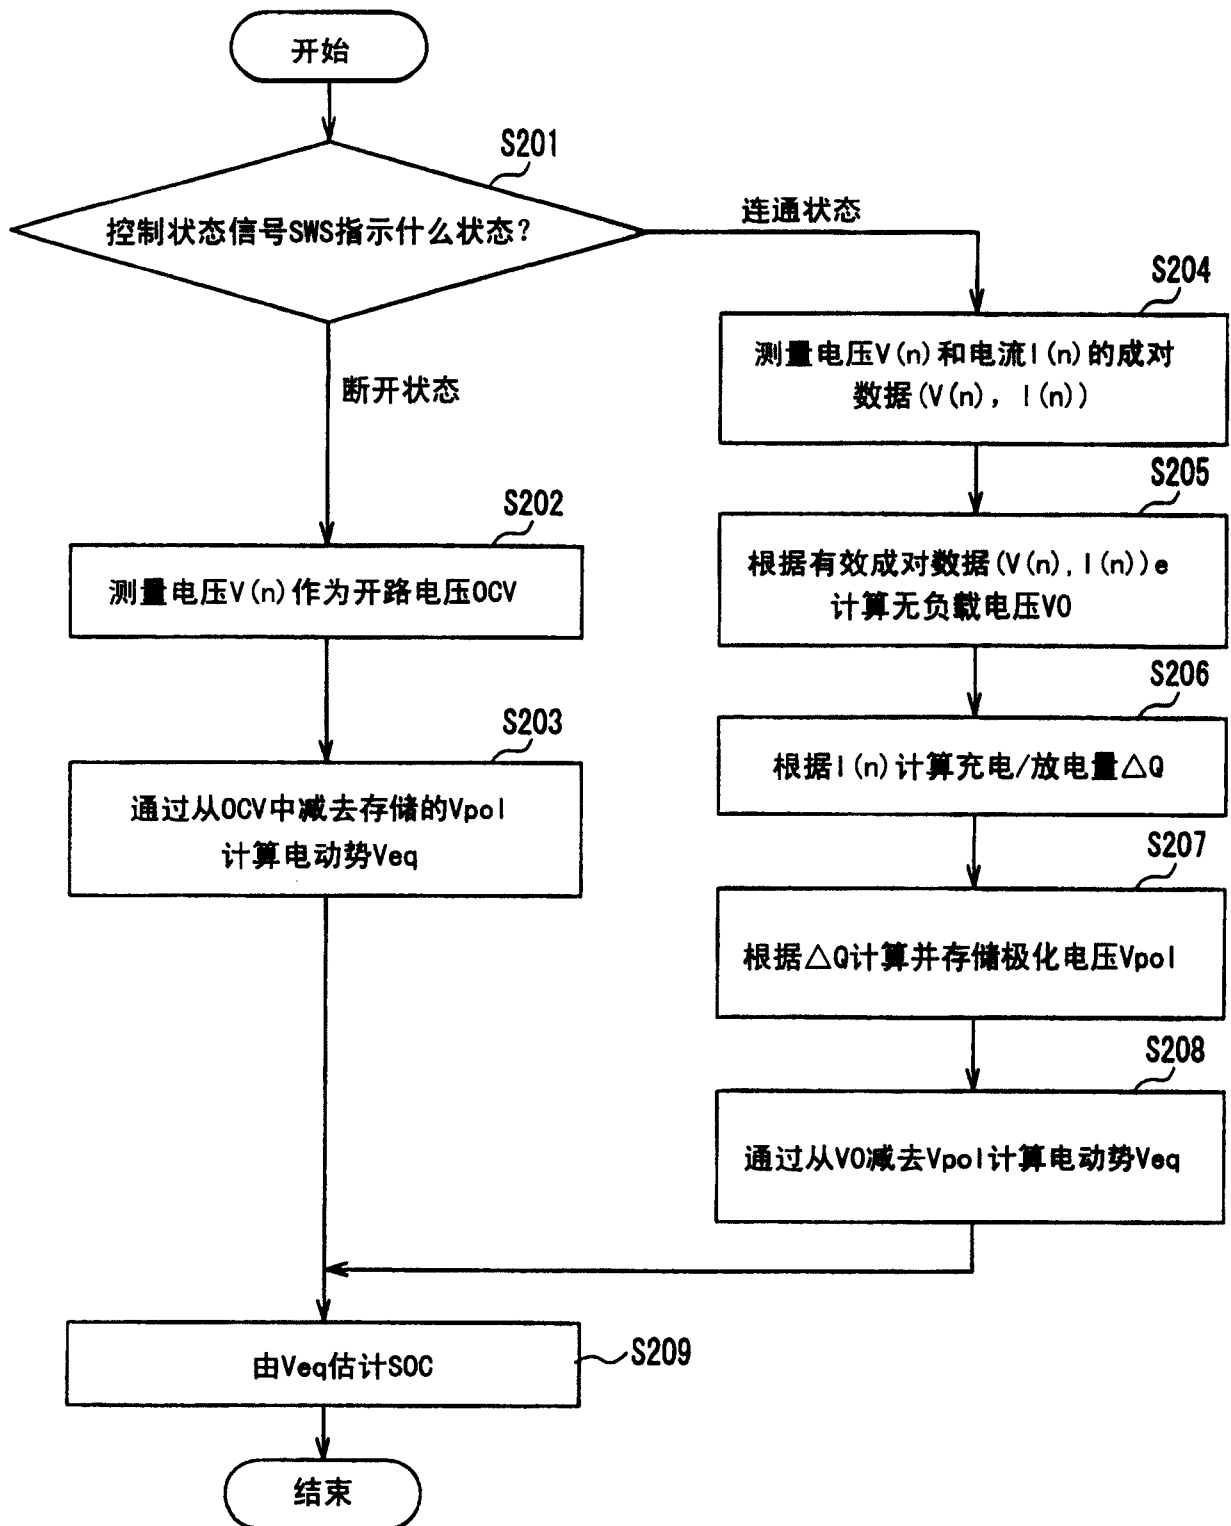 开始
S201
控制状态信号SWS指示什么状态?
连通状态
断开状态
S204
测量电压V(n)和电流I(n)的成对
数据(V(n), I(n))
S205
根据有效成对数据(V(n),I(n))e
计算无负载电压V0
S202
测量电压V(n)作为开路电压OCV
S206
根据I(n)计算充电/放电量△Q
S203
通过从OCV中减去存储的Vpol
计算电动势Veq
S207
根据△Q计算并存储极化电压Vpol
S208
通过从V0减去Vpol计算电动势Veq
S209
由Veq估计SOC
结束